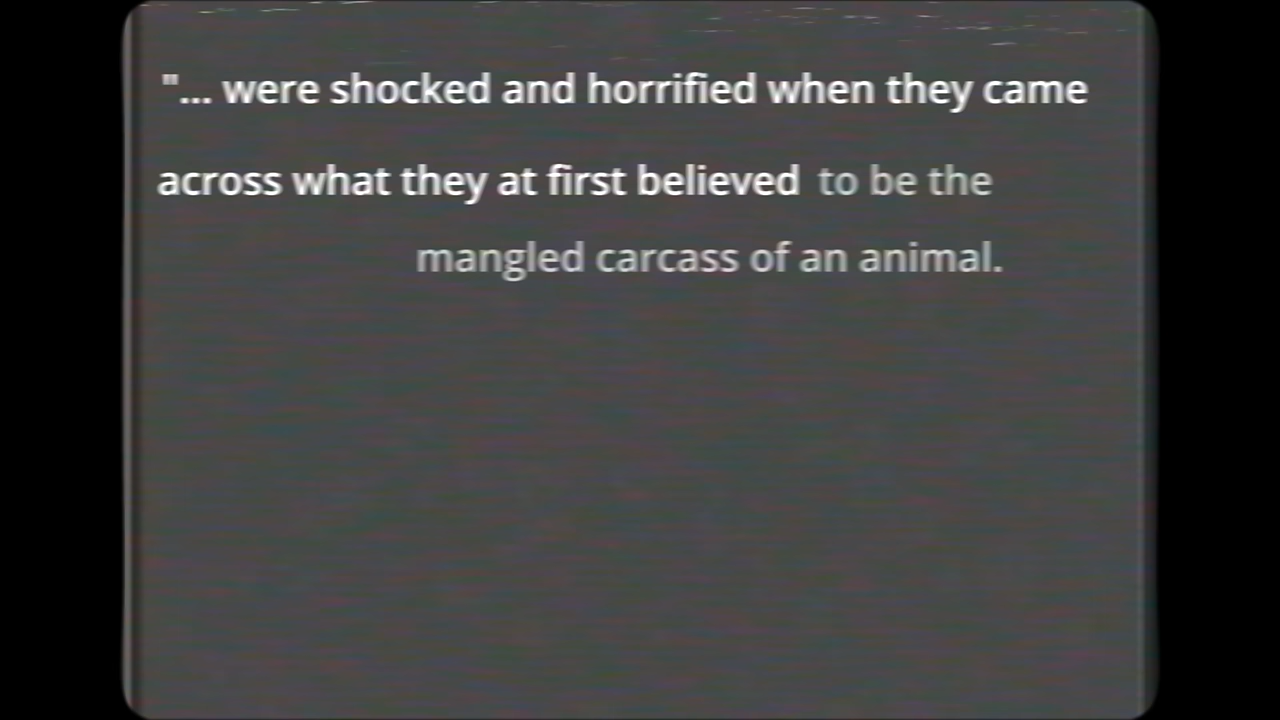 "... were shocked and horrified when they came
across what they at first believed to be the
mangled carcass of an animal.